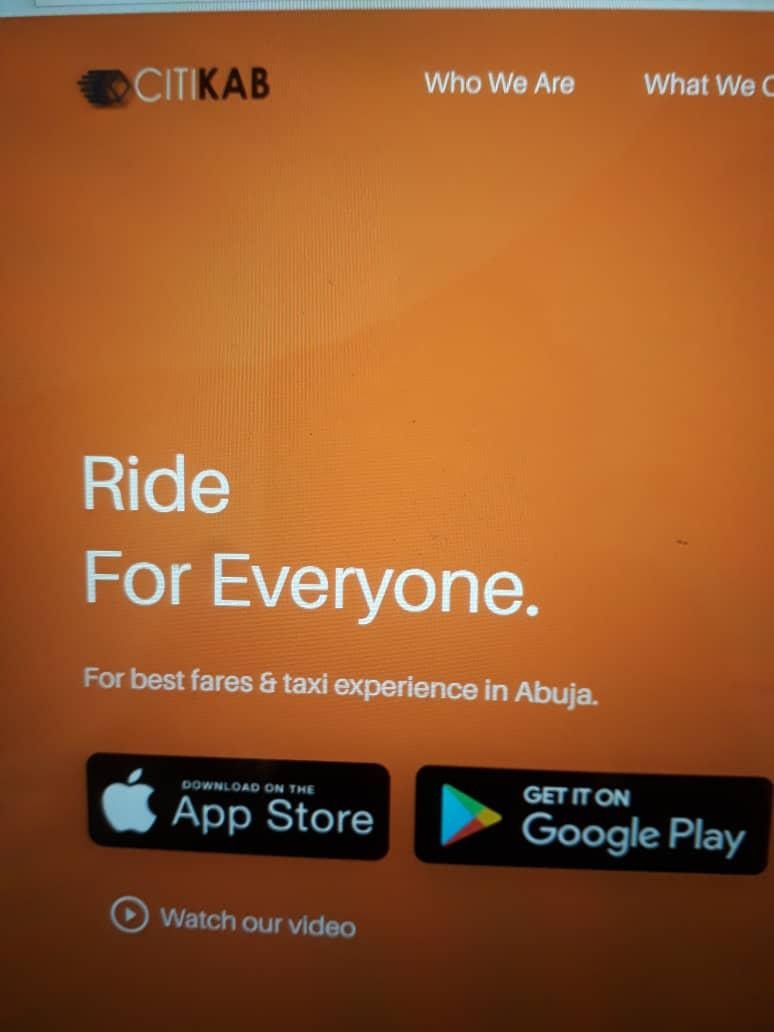 CITIKAB
Who We Are
What We
Ride
For Everyone.
For best fares & taxi experience in Abuja.
DOWNLOAD ON THE
App Store
GET IT ON
Google Play
Watch our video